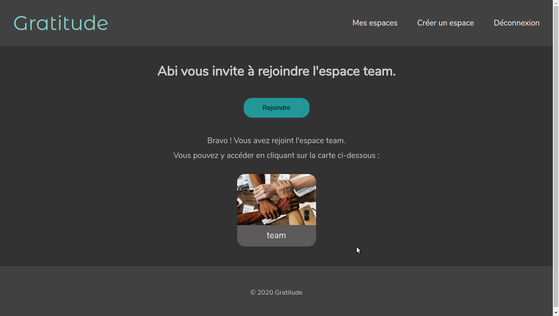 Gratitude
Mes espaces
Créer un espace
Déconnexion
Abi vous invite à rejoindre l'espace team.
Rejoindre
Bravo ! Vous avez rejoint l'espace team.
Vous pouvez y accéder en cliquant sur la carte ci-dessous :
team
© 2020 Gratitude